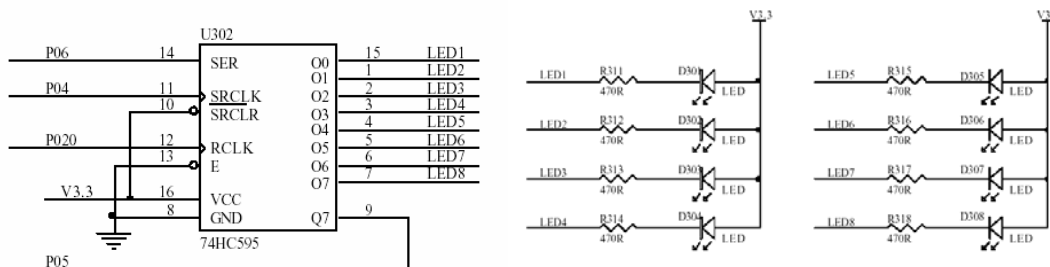 U302
P06 14 SER O0 15 LED1
O1 1 LED2
P04 11 SRCLK O2 2 LED3
10 SRCLR O3 3 LED4
O4 4 LED5
P020 12 RCLK O5 5 LED6
13 E O6 6 LED7
O7 7 LED8
V3.3 16 VCC
8 GND Q7 9
74HC595
P05
V3.3
LED1 R311 470R D301 LED
LED2 R312 470R D302 LED
LED3 R313 470R D303 LED
LED4 R314 470R D304 LED
LED5 R315 470R D305 LED
LED6 R316 470R D306 LED
LED7 R317 470R D307 LED
LED8 R318 470R D308 LED